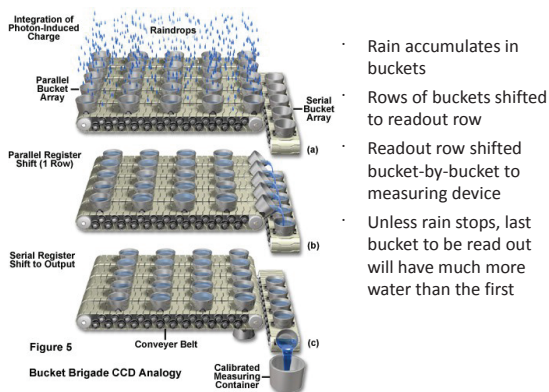 Integration of
Photon-Induced
Charge
Raindrops
Parallel
Bucket
Array
Serial
Bucket
Array
(a)
Parallel Register
Shift (1 Row)
(b)
Serial Register
Shift to Output
(c)
Figure 5
Conveyer Belt
Bucket Brigade CCD Analogy
Calibrated
Measuring
Container
· Rain accumulates in
buckets
· Rows of buckets shifted
to readout row
· Readout row shifted
bucket-by-bucket to
measuring device
· Unless rain stops, last
bucket to be read out
will have much more
water than the first